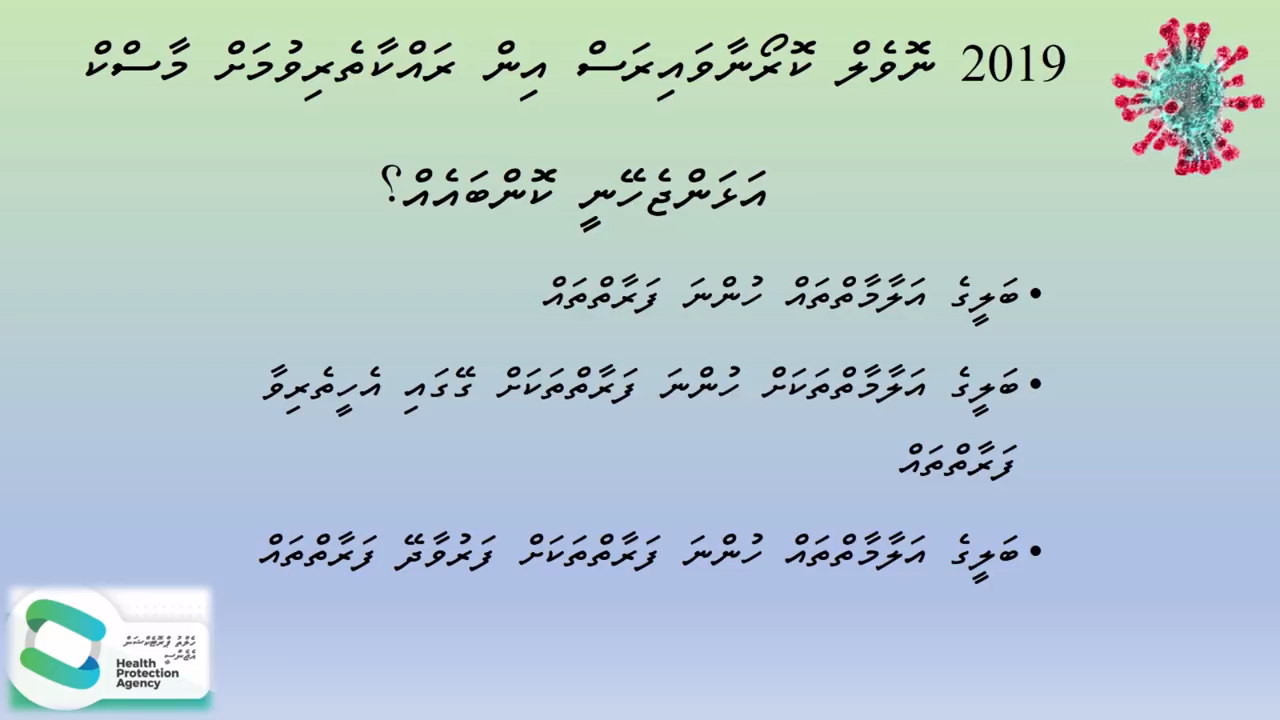 2019 ނޮވެލް ކޮރޯނާވައިރަސް އިން ރައްކާތެރިވުމަށް މާސްކް
އަޅަންޖެހޭނީ ކޮންބައެއް؟
• ބަލީގެ އަލާމާތްތައް ހުންނަ ފަރާތްތައް
• ބަލީގެ އަލާމާތްތަކަށް ހުންނަ ފަރާތްތަކަށް ގޭގައި އެހީތެރިވާ
ފަރާތްތައް
• ބަލީގެ އަލާމާތްތައް ހުންނަ ފަރާތްތަކަށް ފަރުވާދޭ ފަރާތްތައް
ހެލްތު ޕްރޮޓެކްޝަން
އެޖެންސީ
Health
Protection
Agency